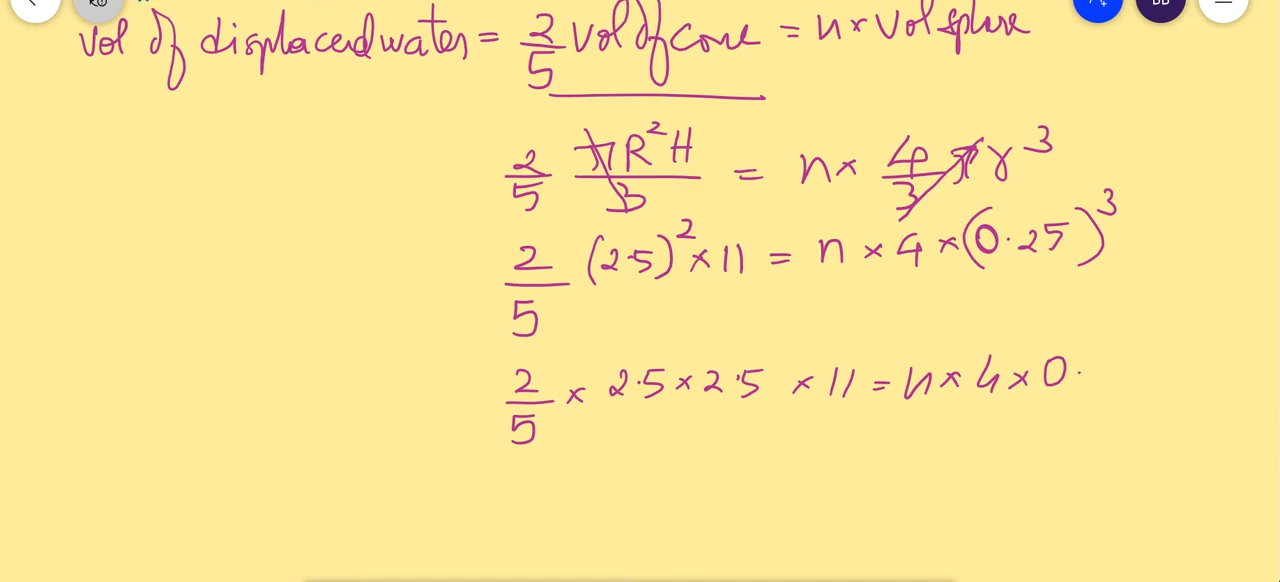 Vol of displaced water = 2/5 Vol of cone = n × Vol sphere
2/5 πR²H/3 = n × 4/3 πr³
2/5 (2.5)² × 11 = n × 4 × (0.25)³
2/5 × 2.5 × 2.5 × 11 = n × 4 × 0.